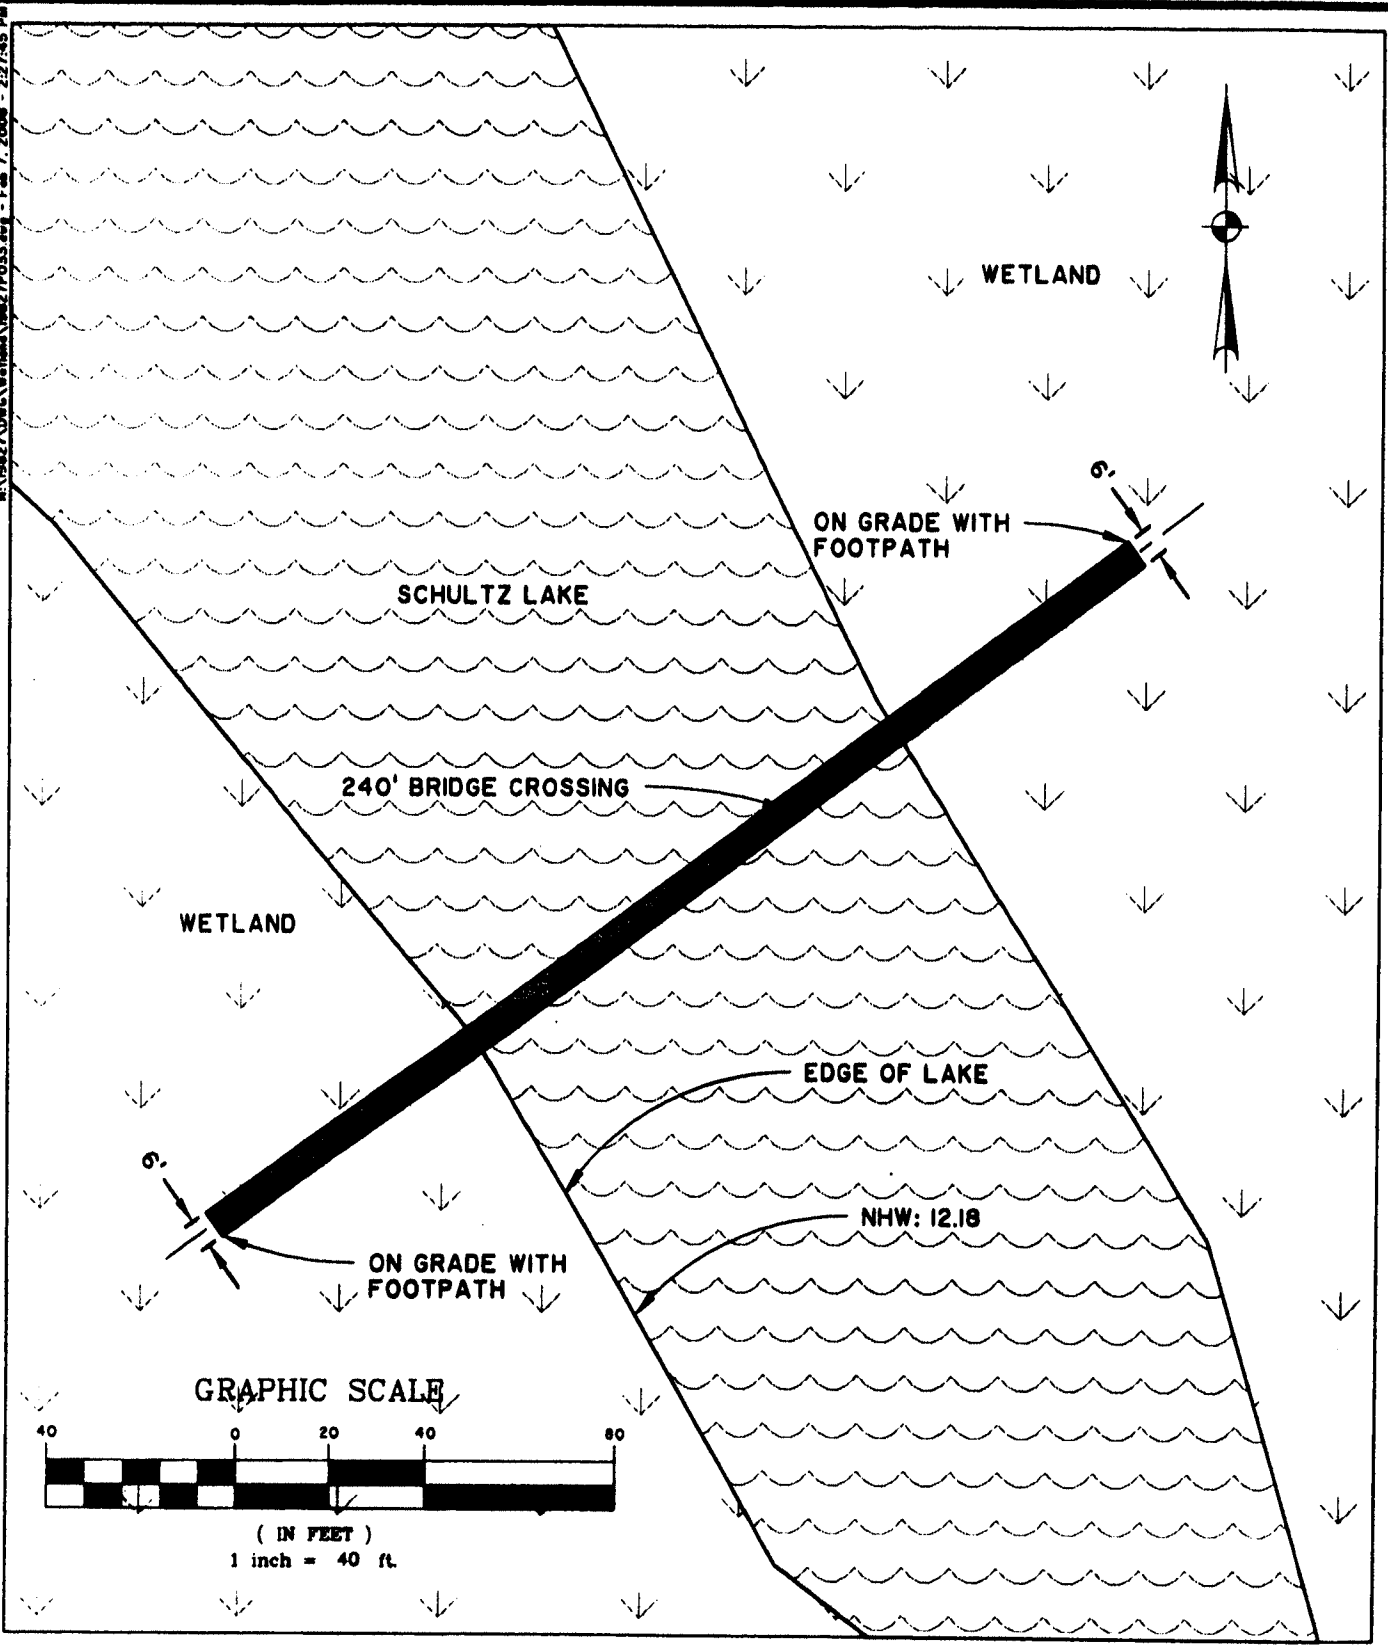 WETLAND
6'
ON GRADE WITH
FOOTPATH
SCHULTZ LAKE
240' BRIDGE CROSSING
WETLAND
EDGE OF LAKE
6'
NHW: 12.18
ON GRADE WITH
FOOTPATH
GRAPHIC SCALE
40 0 20 40 80
( IN FEET )
1 inch = 40 ft.